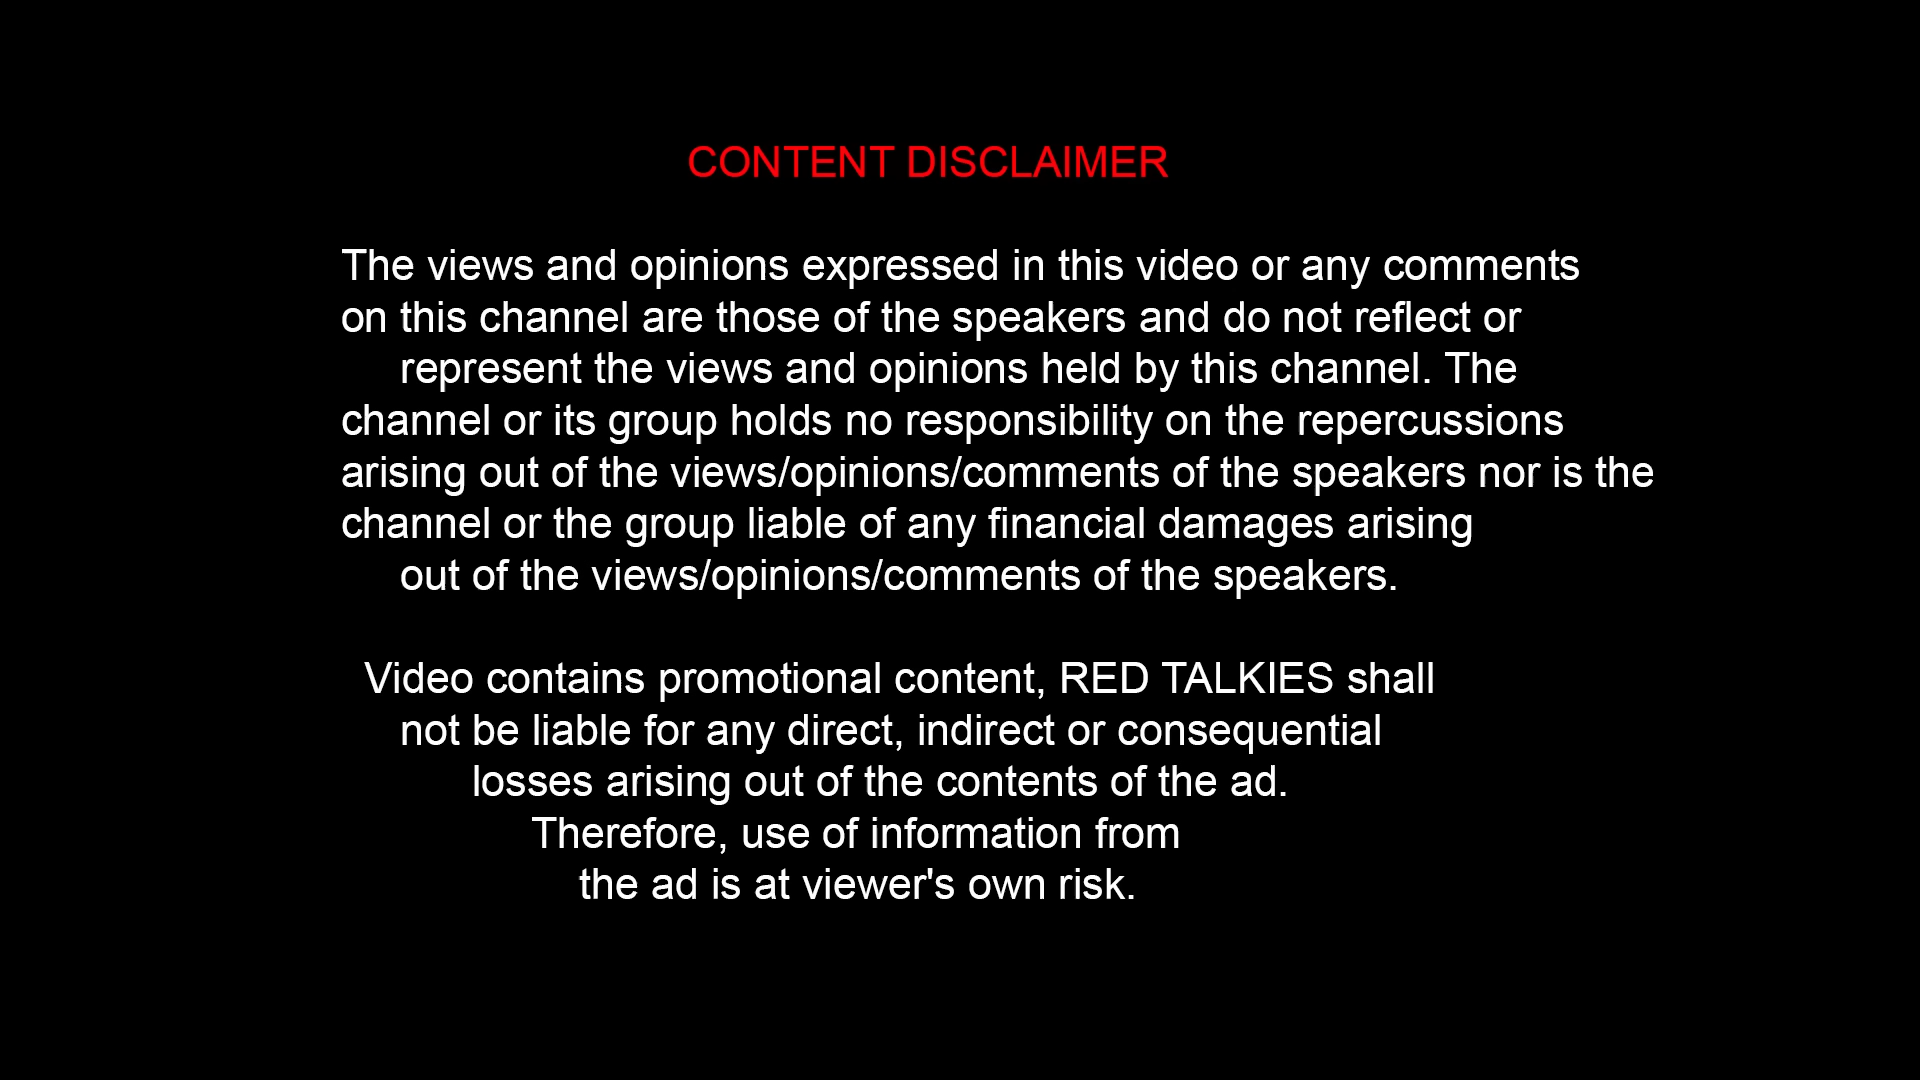 CONTENT DISCLAIMER
The views and opinions expressed in this video or any comments
on this channel are those of the speakers and do not reflect or
represent the views and opinions held by this channel. The
channel or its group holds no responsibility on the repercussions
arising out of the views/opinions/comments of the speakers nor is the
channel or the group liable of any financial damages arising
out of the views/opinions/comments of the speakers.
Video contains promotional content, RED TALKIES shall
not be liable for any direct, indirect or consequential
losses arising out of the contents of the ad.
Therefore, use of information from
the ad is at viewer's own risk.